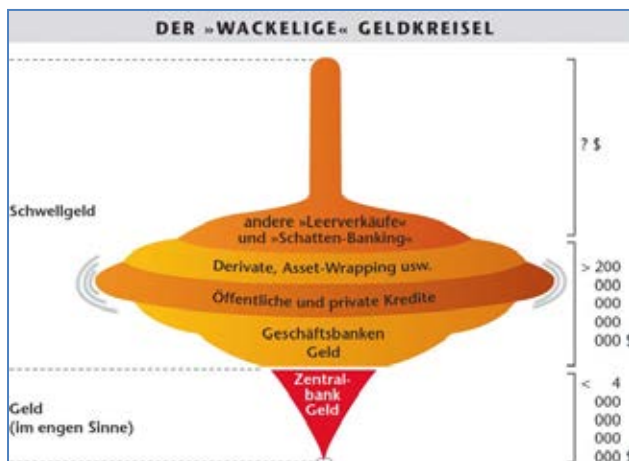 DER »WACKELIGE« GELDKREISEL
? $
Schwellgeld
andere »Leerverkäufe«
und »Schatten-Banking«
Derivate, Asset-Wrapping usw.
Öffentliche und private Kredite
Geschäftsbanken
Geld
> 200
000
000
000
000 $
Zentral-
bank
Geld
Geld
(im engen Sinne)
< 4
000
000
000
000 $